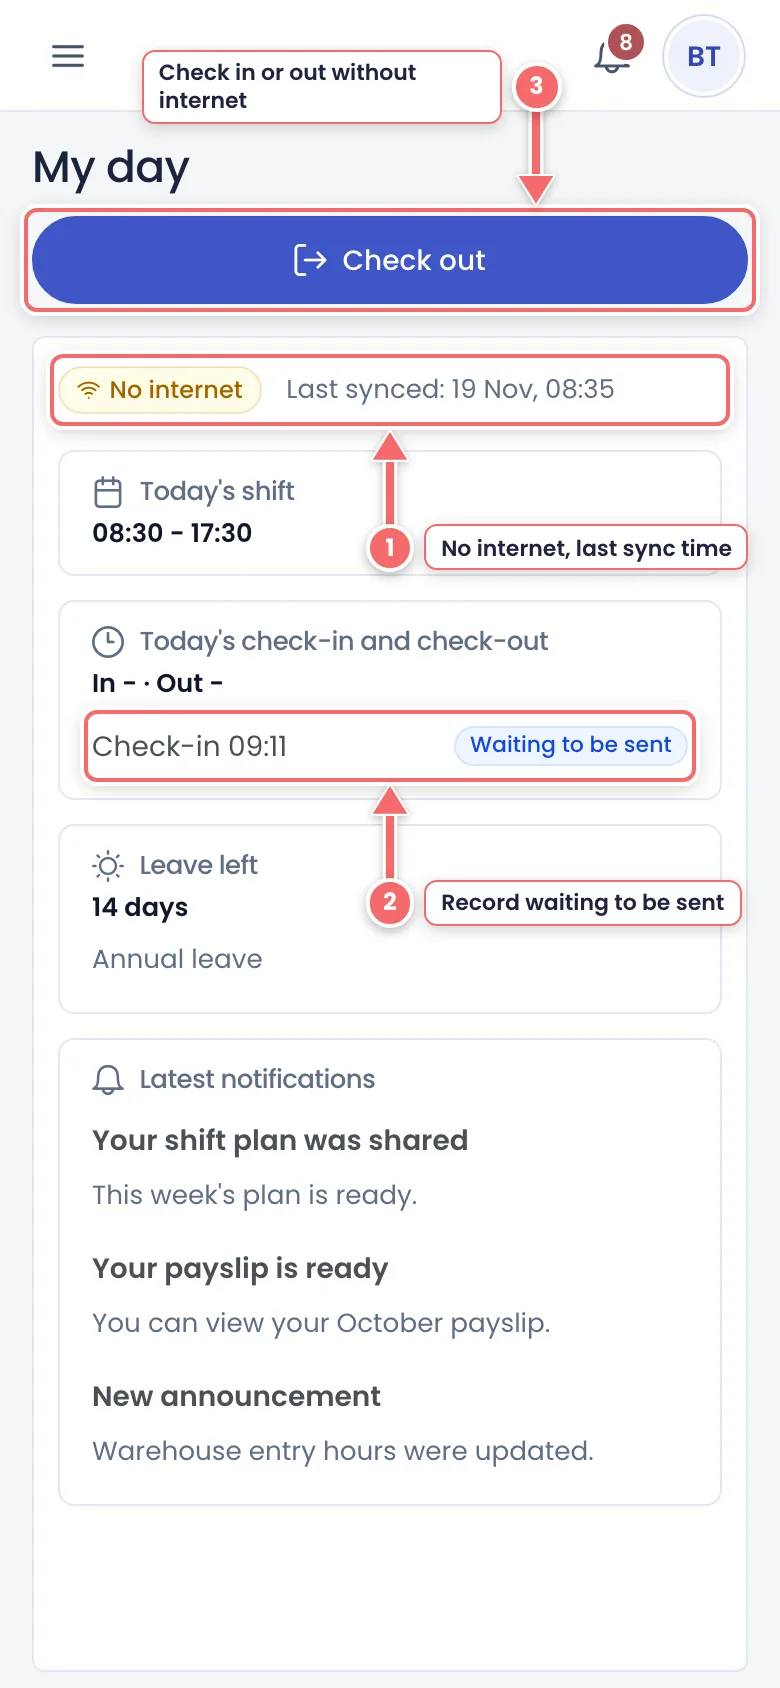 Check in or out without
internet
3
8
BT
My day
Check out
No internet
Last synced: 19 Nov, 08:35
Today's shift
08:30 - 17:30
1
No internet, last sync time
Today's check-in and check-out
In - · Out -
Check-in 09:11
Waiting to be sent
Leave left
14 days
2
Record waiting to be sent
Annual leave
Latest notifications
Your shift plan was shared
This week's plan is ready.
Your payslip is ready
You can view your October payslip.
New announcement
Warehouse entry hours were updated.